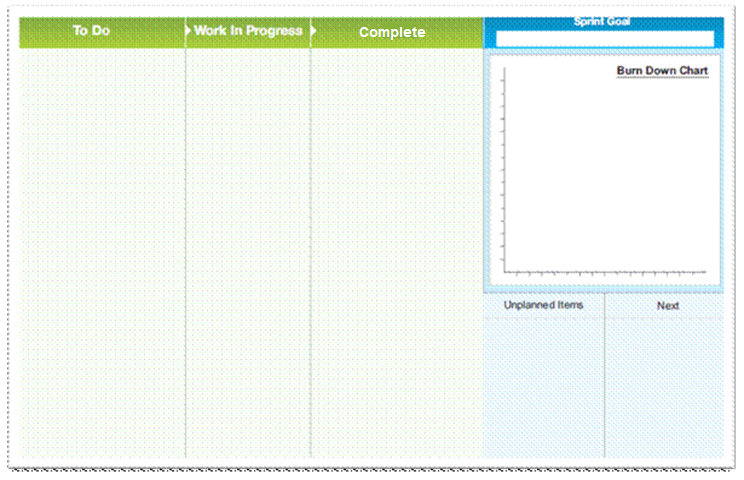 To Do
Work In Progress
Complete
Sprint Goal
Burn Down Chart
Unplanned Items
Next